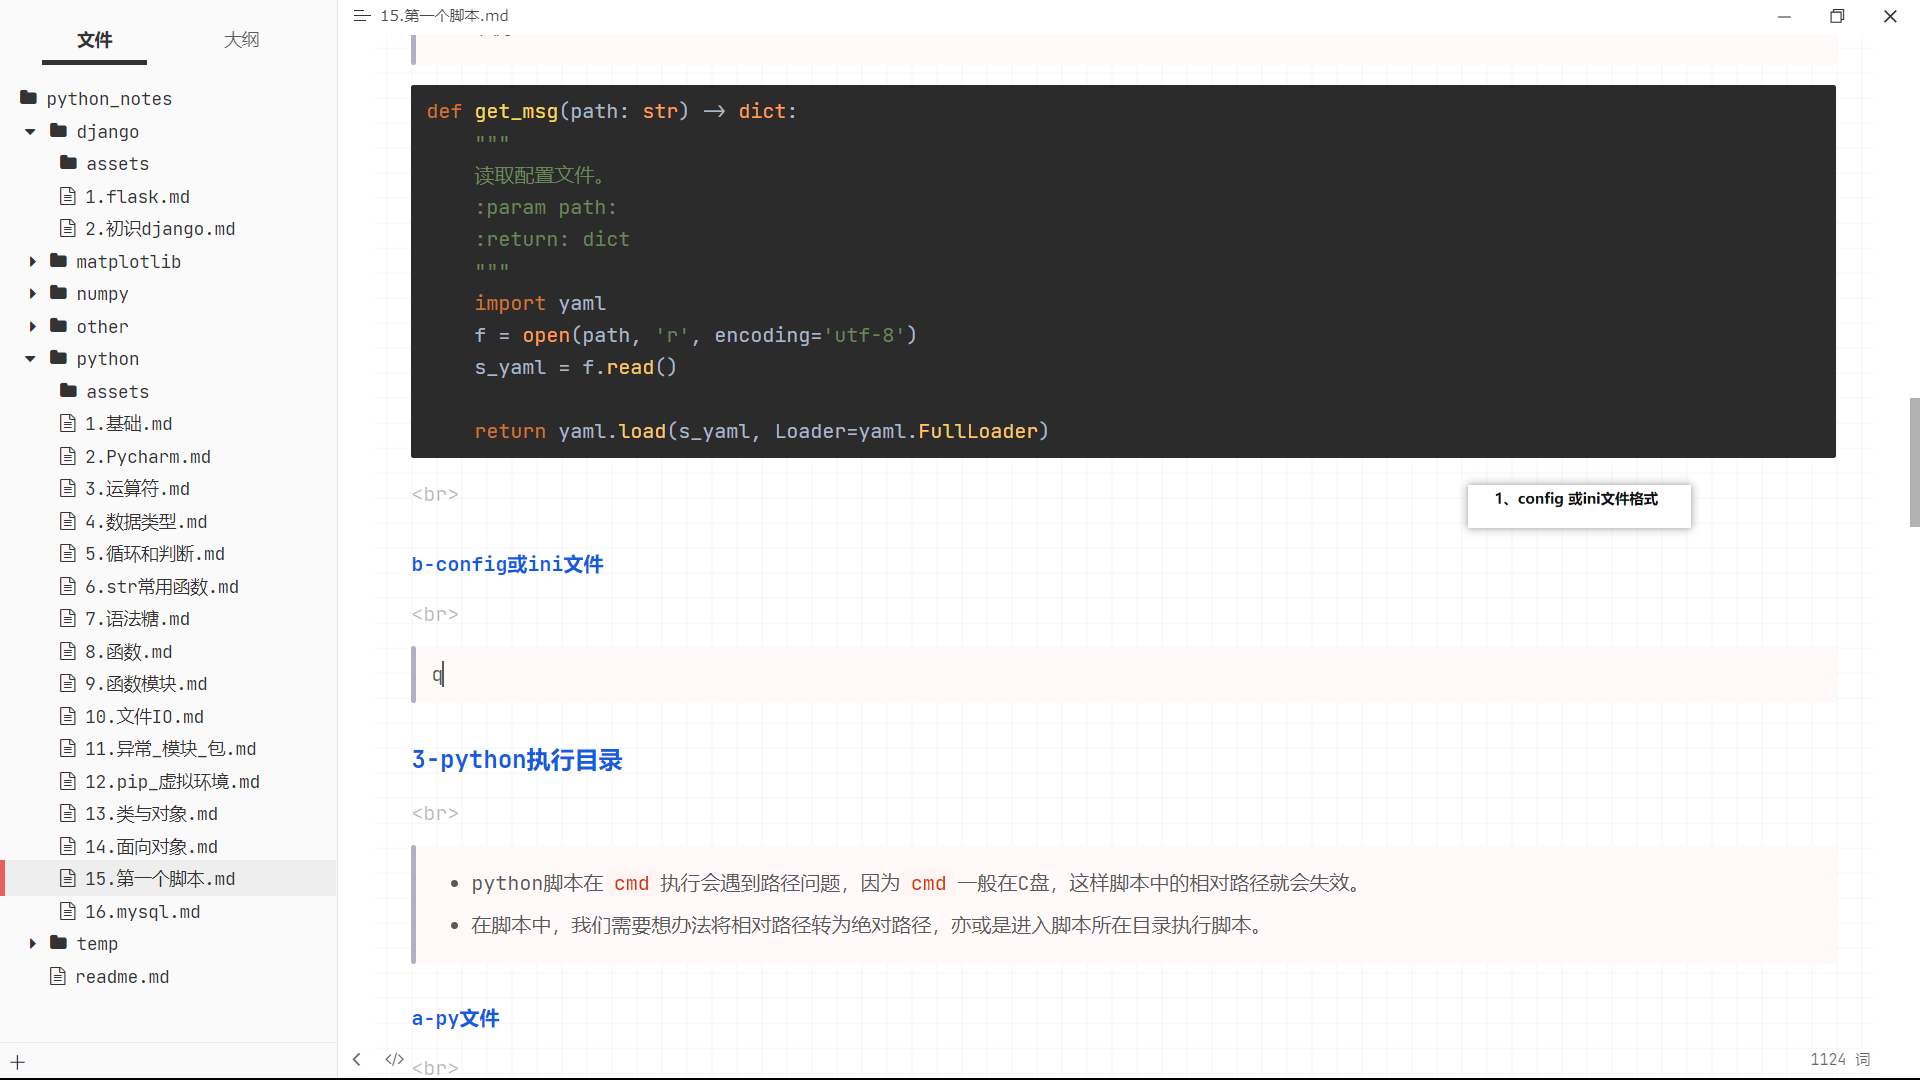 15.第一个脚本.md
文件 大纲
python_notes
django
assets
1.flask.md
2.初识django.md
matplotlib
numpy
other
python
assets
1.基础.md
2.Pycharm.md
3.运算符.md
4.数据类型.md
5.循环和判断.md
6.str常用函数.md
7.语法糖.md
8.函数.md
9.函数模块.md
10.文件IO.md
11.异常_模块_包.md
12.pip_虚拟环境.md
13.类与对象.md
14.面向对象.md
15.第一个脚本.md
16.mysql.md
temp
readme.md
def get_msg(path: str) -> dict:
"""
读取配置文件。
:param path:
:return: dict
"""
import yaml
f = open(path, 'r', encoding='utf-8')
s_yaml = f.read()
return yaml.load(s_yaml, Loader=yaml.FullLoader)
<br>
1、config 或ini文件格式
b-config或ini文件
<br>
q
3-python执行目录
<br>
python脚本在 cmd 执行会遇到路径问题，因为 cmd 一般在C盘，这样脚本中的相对路径就会失效。
在脚本中，我们需要想办法将相对路径转为绝对路径，亦或是进入脚本所在目录执行脚本。
a-py文件
<br>
1124 词